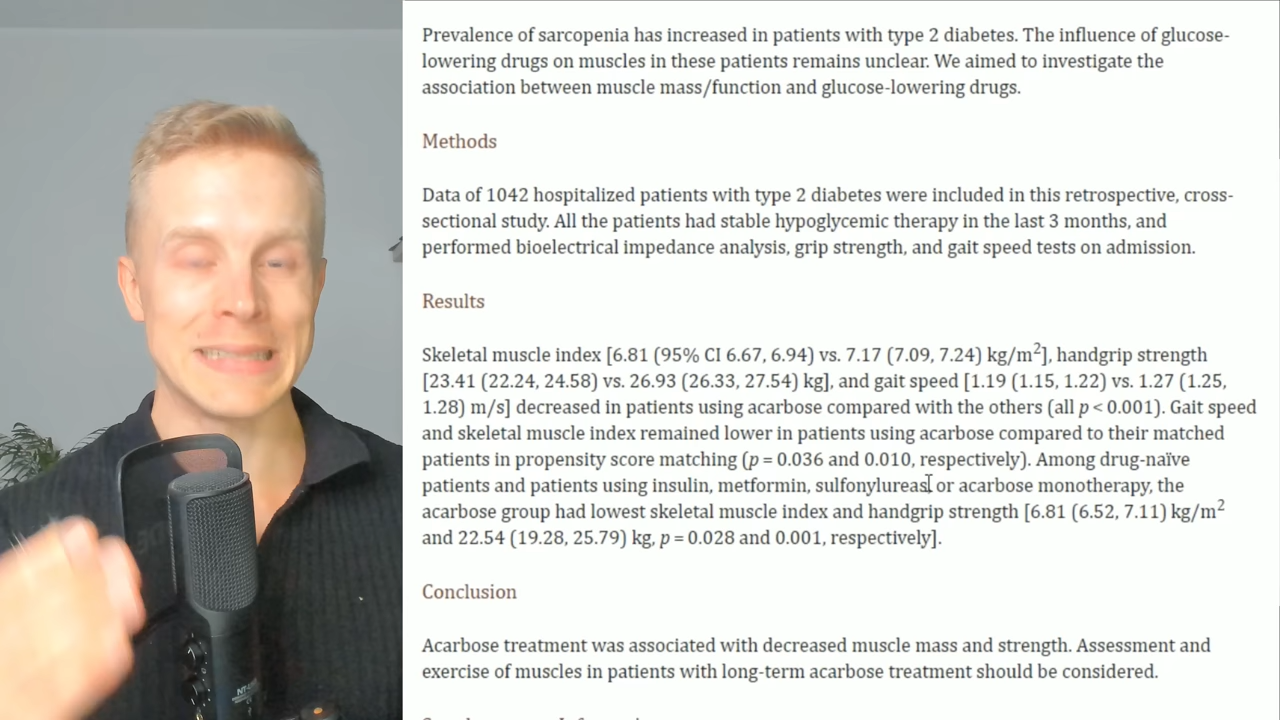 Prevalence of sarcopenia has increased in patients with type 2 diabetes. The influence of glucose-
lowering drugs on muscles in these patients remains unclear. We aimed to investigate the
association between muscle mass/function and glucose-lowering drugs.
Methods
Data of 1042 hospitalized patients with type 2 diabetes were included in this retrospective, cross-
sectional study. All the patients had stable hypoglycemic therapy in the last 3 months, and
performed bioelectrical impedance analysis, grip strength, and gait speed tests on admission.
Results
Skeletal muscle index [6.81 (95% CI 6.67, 6.94) vs. 7.17 (7.09, 7.24) kg/m²], handgrip strength
[23.41 (22.24, 24.58) vs. 26.93 (26.33, 27.54) kg], and gait speed [1.19 (1.15, 1.22) vs. 1.27 (1.25,
1.28) m/s] decreased in patients using acarbose compared with the others (all p < 0.001). Gait speed
and skeletal muscle index remained lower in patients using acarbose compared to their matched
patients in propensity score matching (p = 0.036 and 0.010, respectively). Among drug-naïve
patients and patients using insulin, metformin, sulfonylureas, or acarbose monotherapy, the
acarbose group had lowest skeletal muscle index and handgrip strength [6.81 (6.52, 7.11) kg/m²
and 22.54 (19.28, 25.79) kg, p = 0.028 and 0.001, respectively].
Conclusion
Acarbose treatment was associated with decreased muscle mass and strength. Assessment and
exercise of muscles in patients with long-term acarbose treatment should be considered.